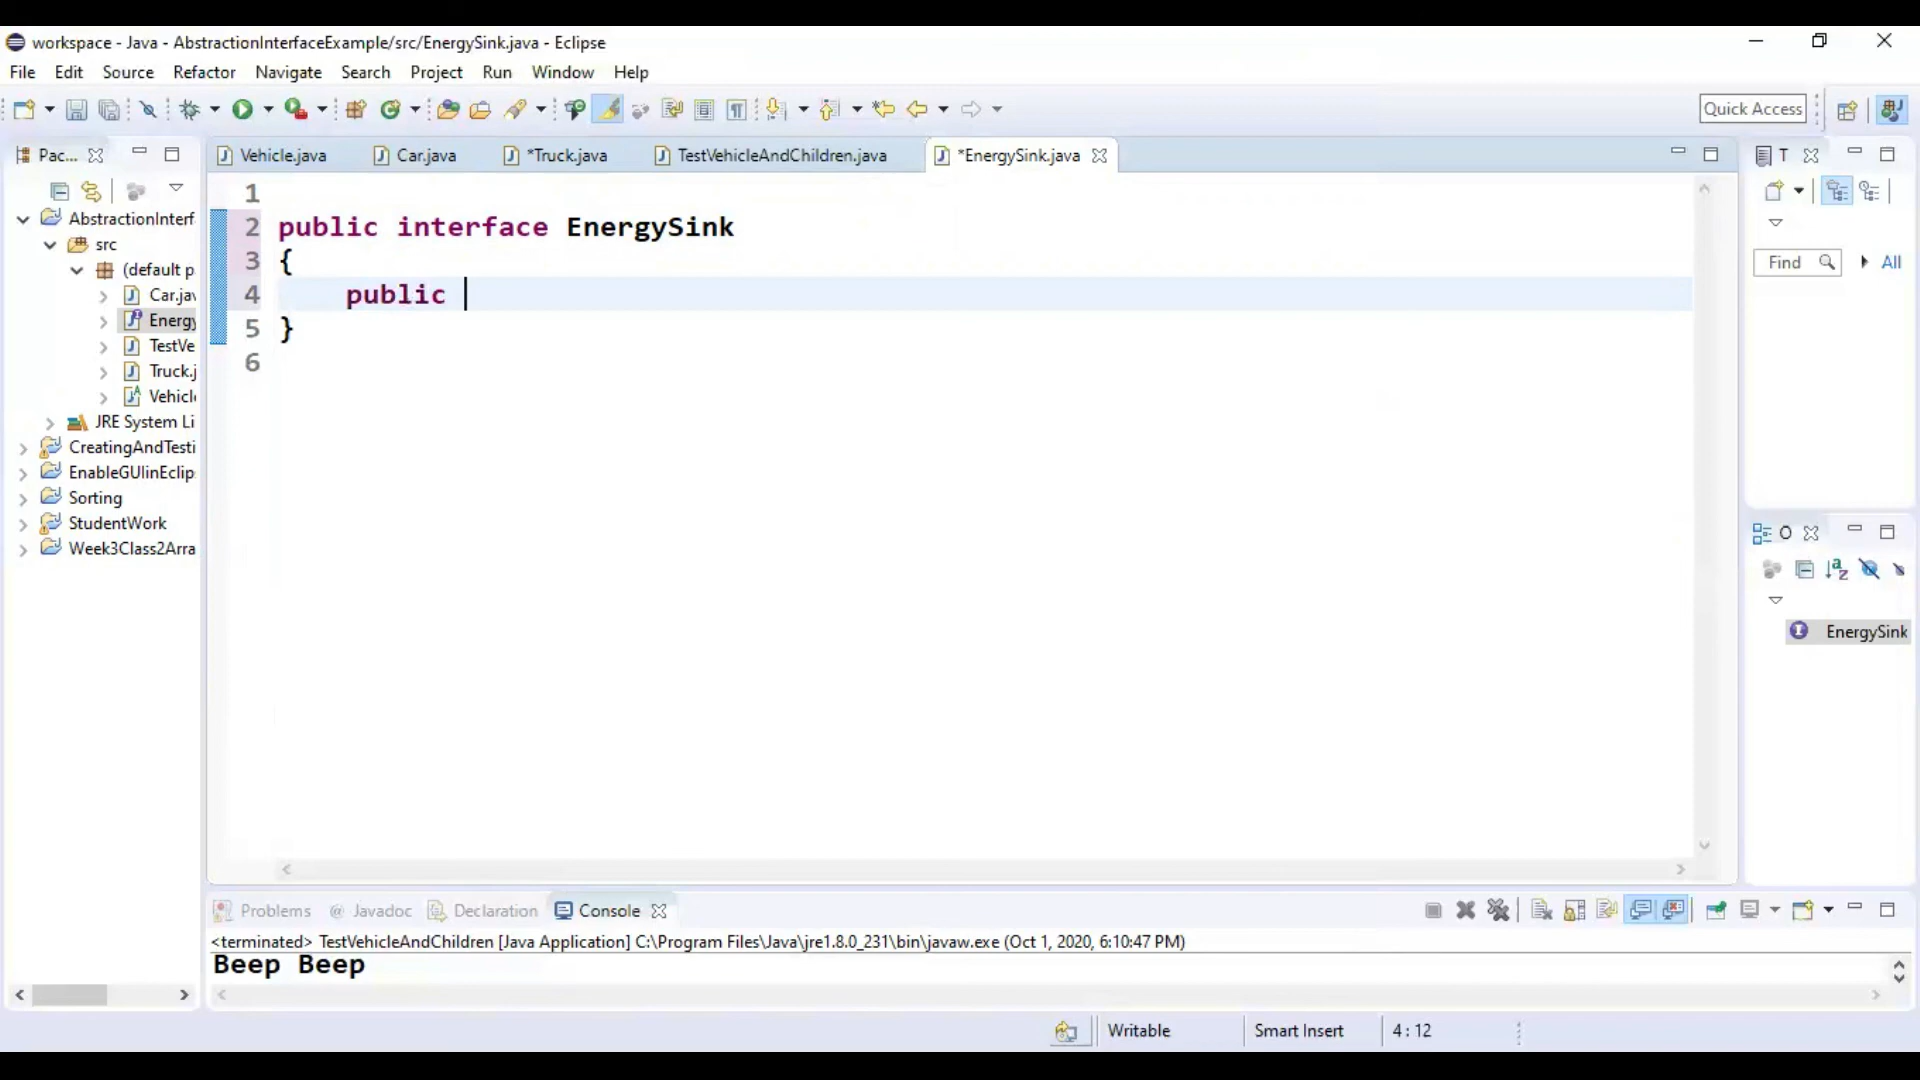 workspace - Java - AbstractionInterfaceExample/src/EnergySink.java - Eclipse
File Edit Source Refactor Navigate Search Project Run Window Help
Quick Access
Pac...
Vehicle.java Car.java *Truck.java TestVehicleAndChildren.java *EnergySink.java
T
AbstractionInterf
src
(default p
Car.jav
Energy
TestVe
Truck.j
Vehicl
JRE System Li
CreatingAndTesti
EnableGUIinEclip
Sorting
StudentWork
Week3Class2Arra
1
2 public interface EnergySink
3 {
4 public
5 }
6
Find All
O
EnergySink
Problems @ Javadoc Declaration Console
<terminated> TestVehicleAndChildren [Java Application] C:\Program Files\Java\jre1.8.0_231\bin\javaw.exe (Oct 1, 2020, 6:10:47 PM)
Beep Beep
Writable Smart Insert 4 : 12